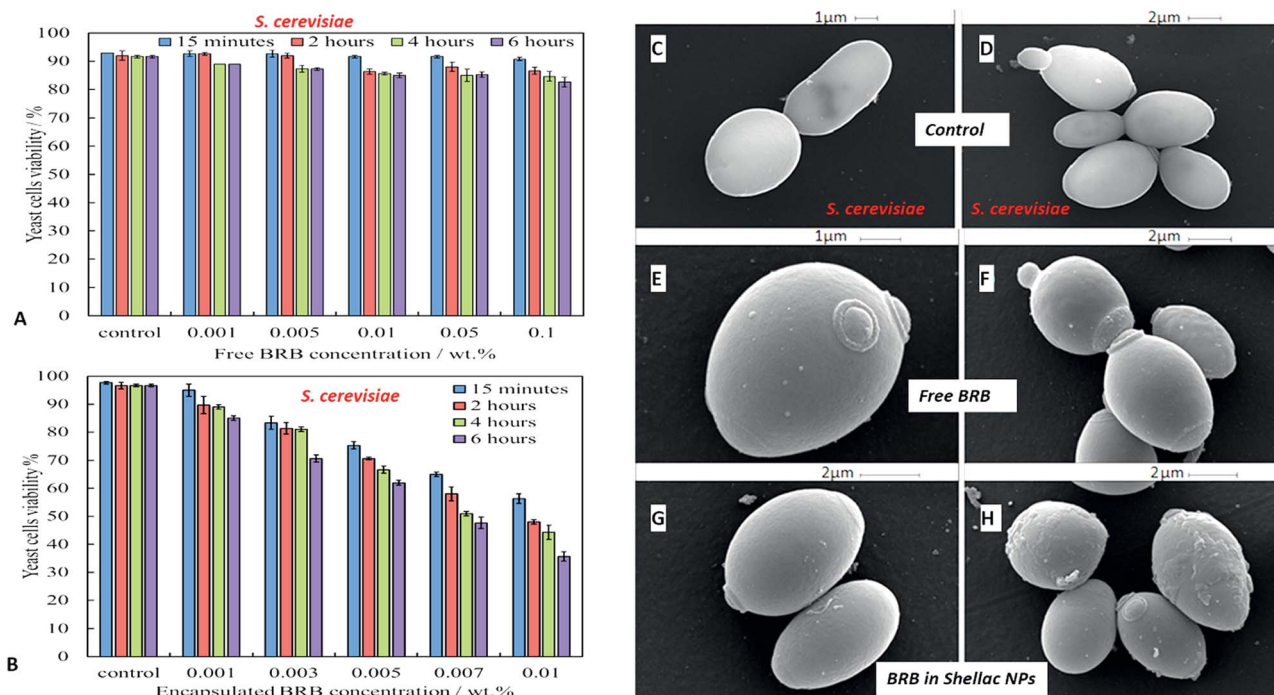 S. cerevisiae
15 minutes 2 hours 4 hours 6 hours
100
90
80
70
60
50
40
30
20
10
0
Yeast cells viability / %
control 0.001 0.005 0.01 0.05 0.1
Free BRB concentration / wt.%
A
S. cerevisiae
15 minutes
2 hours
4 hours
6 hours
100
90
80
70
60
50
40
30
20
10
0
Yeast cells viability%
control 0.001 0.003 0.005 0.007 0.01
Encapsulated BRB concentration / wt.%
B
1μm
2μm
C
D
Control
S. cerevisiae
S. cerevisiae
1μm
2μm
E
F
Free BRB
2μm
2μm
G
H
BRB in Shellac NPs